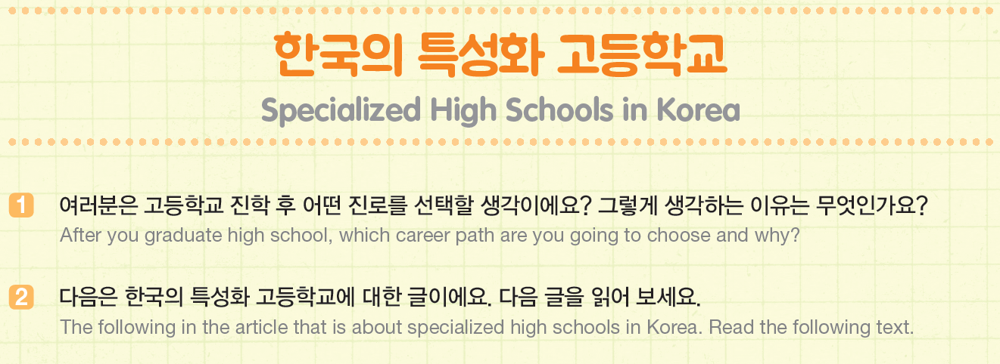 한국의 특성화 고등학교
Specialized High Schools in Korea
1 여러분은 고등학교 진학 후 어떤 진로를 선택할 생각이에요? 그렇게 생각하는 이유는 무엇인가요?
After you graduate high school, which career path are you going to choose and why?
2 다음은 한국의 특성화 고등학교에 대한 글이에요. 다음 글을 읽어 보세요.
The following in the article that is about specialized high schools in Korea. Read the following text.